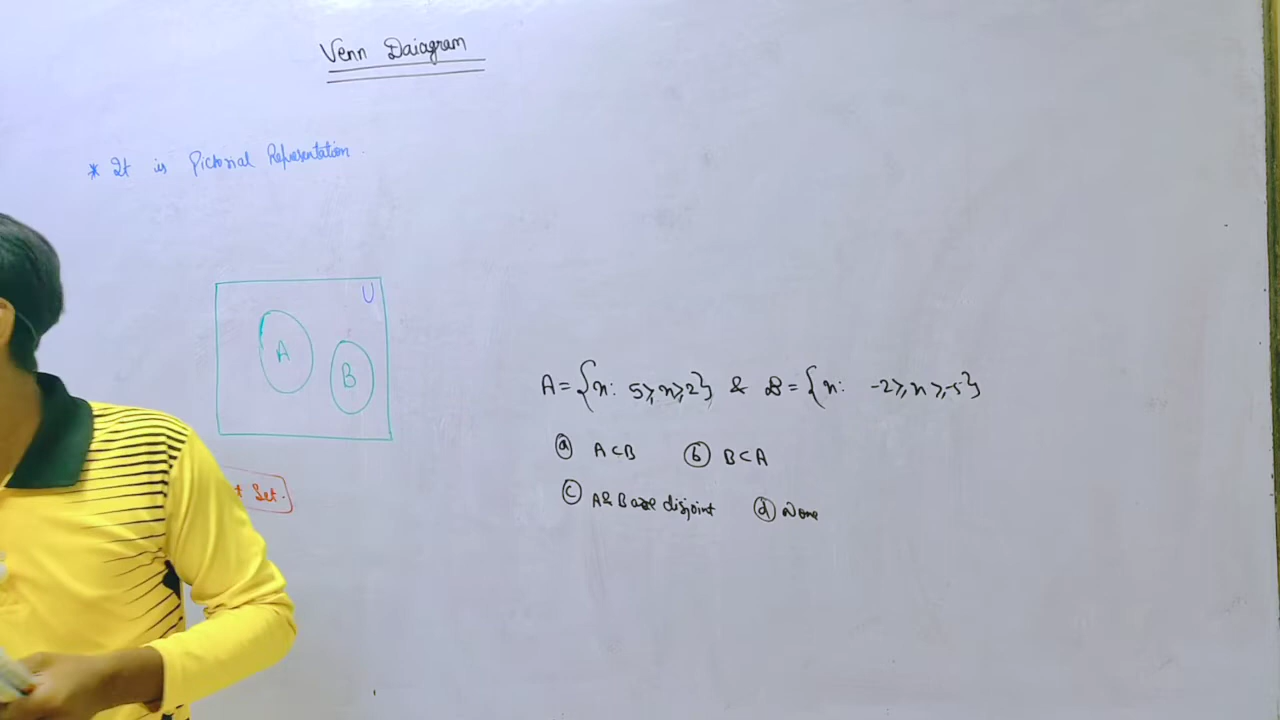 Venn Daiagram
* It is Pictorial Representation.
U
A
B
t Set.
A = {x: 5 ≥ x ≥ 2} & B = {x: -2 ≥ x ≥ -5}
(a) A ⊂ B (b) B ⊂ A
(c) A & B are disjoint (d) None